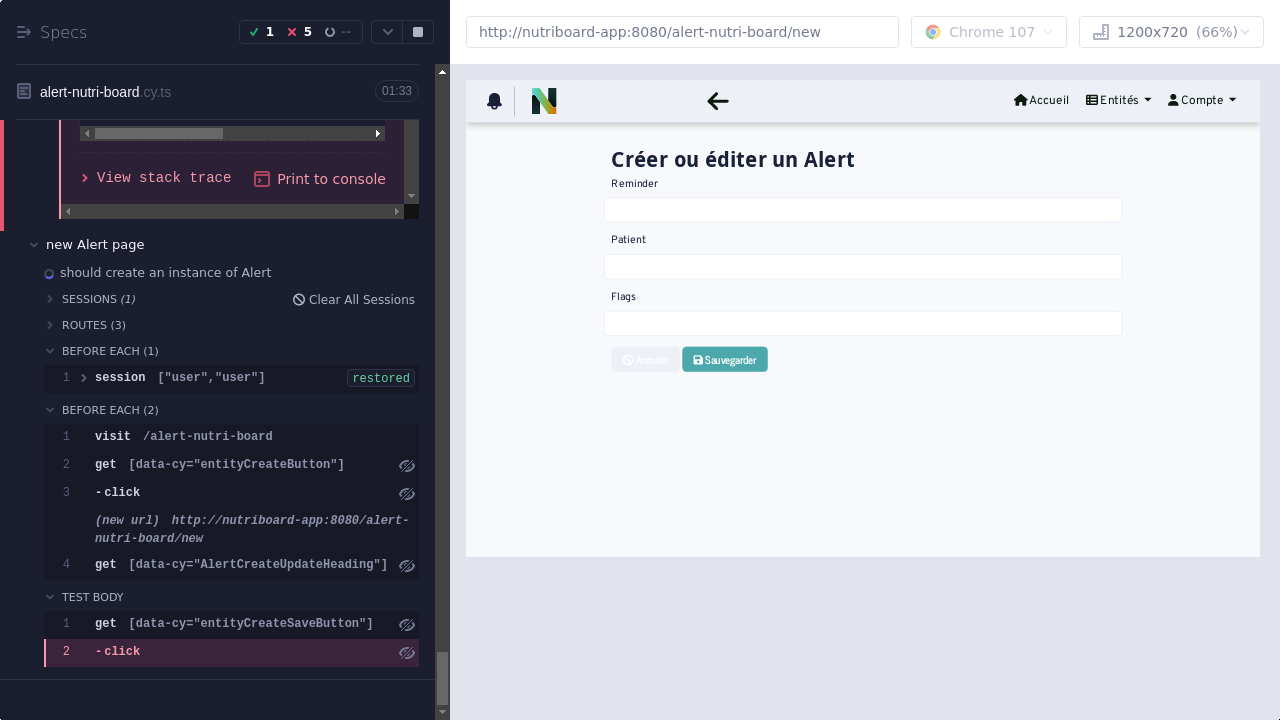 Specs
1
5
--
http://nutriboard-app:8080/alert-nutri-board/new
Chrome 107
1200x720 (66%)
alert-nutri-board.cy.ts
01:33
View stack trace
Print to console
new Alert page
should create an instance of Alert
SESSIONS (1)
Clear All Sessions
ROUTES (3)
BEFORE EACH (1)
1 session ["user","user"] restored
BEFORE EACH (2)
1 visit /alert-nutri-board
2 get [data-cy="entityCreateButton"]
3 -click
(new url) http://nutriboard-app:8080/alert-
nutri-board/new
4 get [data-cy="AlertCreateUpdateHeading"]
TEST BODY
1 get [data-cy="entityCreateSaveButton"]
2 -click
N
Accueil
Entités
Compte
Créer ou éditer un Alert
Reminder
Patient
Flags
Annuler
Sauvegarder